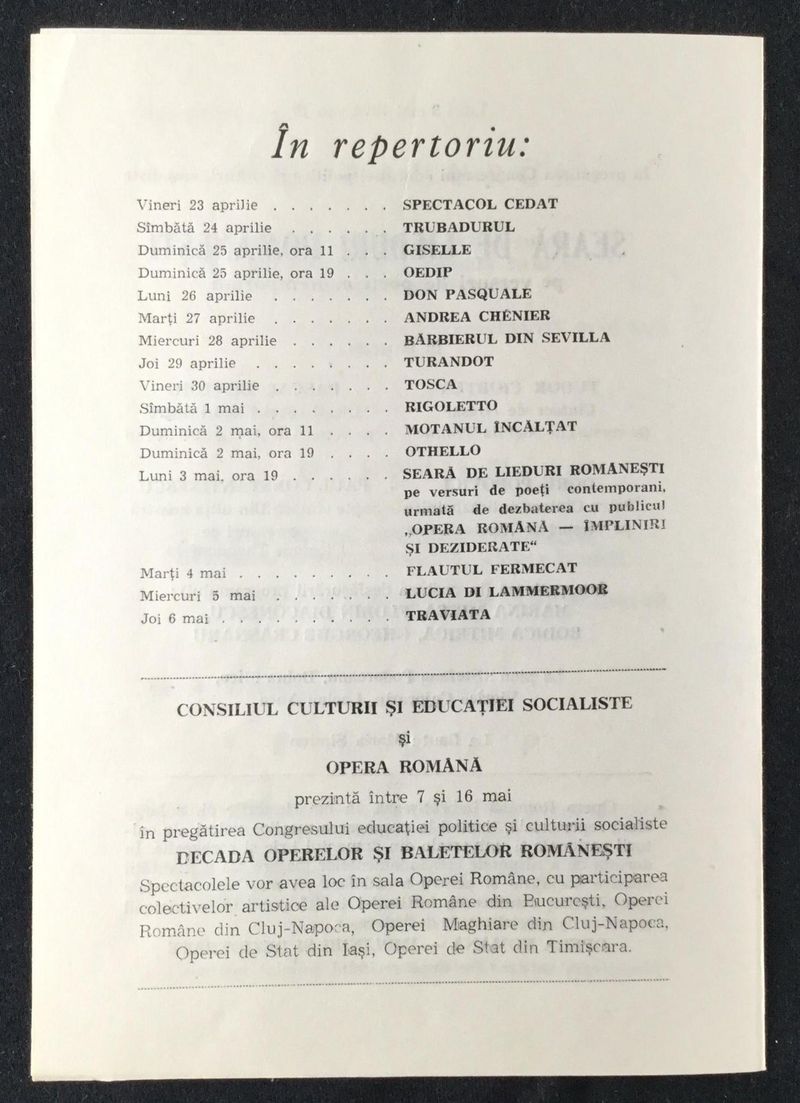 În repertoriu:
Vineri 23 aprilie . . . . . . . SPECTACOL CEDAT
Sîmbătă 24 aprilie . . . . . . TRUBADURUL
Duminică 25 aprilie, ora 11 . . . GISELLE
Duminică 25 aprilie, ora 19 . . . OEDIP
Luni 26 aprilie . . . . . . . DON PASQUALE
Marți 27 aprilie . . . . . . . ANDREA CHÉNIER
Miercuri 28 aprilie . . . . . . BĂRBIERUL DIN SEVILLA
Joi 29 aprilie . . . . . . . TURANDOT
Vineri 30 aprilie . . . . . . . TOSCA
Sîmbătă 1 mai . . . . . . . . RIGOLETTO
Duminică 2 mai, ora 11 . . . . MOTANUL ÎNCĂLȚAT
Duminică 2 mai, ora 19 . . . . OTHELLO
Luni 3 mai, ora 19 . . . . . . SEARĂ DE LIEDURI ROMÂNEȘTI
pe versuri de poeți contemporani,
urmată de dezbaterea cu publicul
„OPERA ROMÂNĂ — ÎMPLINIRI
ȘI DEZIDERATE“
Marți 4 mai . . . . . . . . . FLAUTUL FERMECAT
Miercuri 5 mai . . . . . . . LUCIA DI LAMMERMOOR
Joi 6 mai . . . . . . . . . . TRAVIATA
CONSILIUL CULTURII ȘI EDUCAȚIEI SOCIALISTE
și
OPERA ROMÂNĂ
prezintă între 7 și 16 mai
în pregătirea Congresului educației politice și culturii socialiste
DECADA OPERELOR ȘI BALETELOR ROMÂNEȘTI
Spectacolele vor avea loc în sala Operei Române, cu participarea
colectivelor artistice ale Operei Române din București, Operei
Române din Cluj-Napoca, Operei Maghiare din Cluj-Napoca,
Operei de Stat din Iași, Operei de Stat din Timișoara.